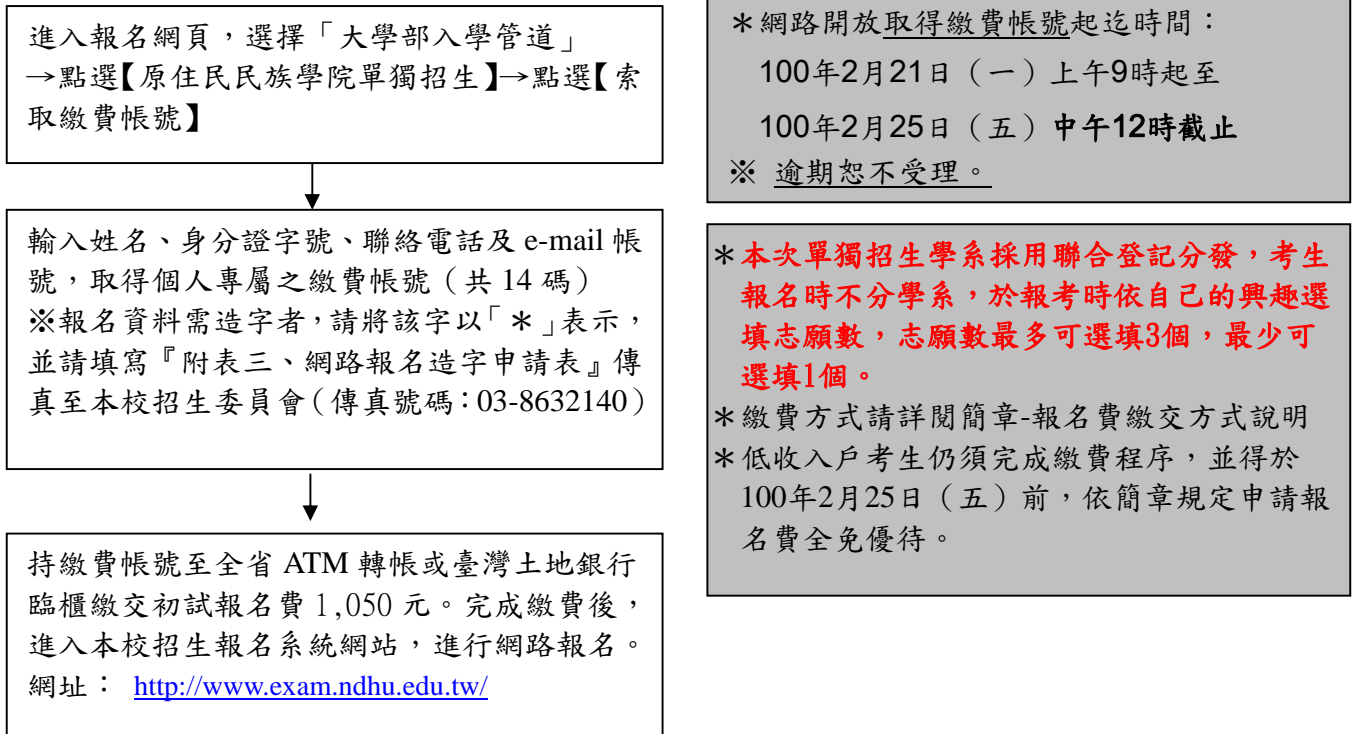 進入報名網頁，選擇「大學部入學管道」
→點選【原住民民族學院單獨招生】→點選【索
取繳費帳號】
輸入姓名、身分證字號、聯絡電話及 e-mail 帳
號，取得個人專屬之繳費帳號（共 14 碼）
※報名資料需造字者，請將該字以「＊」表示，
並請填寫『附表三、網路報名造字申請表』傳
真至本校招生委員會（傳真號碼：03-8632140）
持繳費帳號至全省 ATM 轉帳或臺灣土地銀行
臨櫃繳交初試報名費 1,050 元。完成繳費後，
進入本校招生報名系統網站，進行網路報名。
網址： http://www.exam.ndhu.edu.tw/
＊網路開放取得繳費帳號起迄時間：
100年2月21日（一）上午9時起至
100年2月25日（五）中午12時截止
※ 逾期恕不受理。
＊本次單獨招生學系採用聯合登記分發，考生
報名時不分學系，於報考時依自己的興趣選
填志願數，志願數最多可選填3個，最少可
選填1個。
＊繳費方式請詳閱簡章-報名費繳交方式說明
＊低收入戶考生仍須完成繳費程序，並得於
100年2月25日（五）前，依簡章規定申請報
名費全免優待。